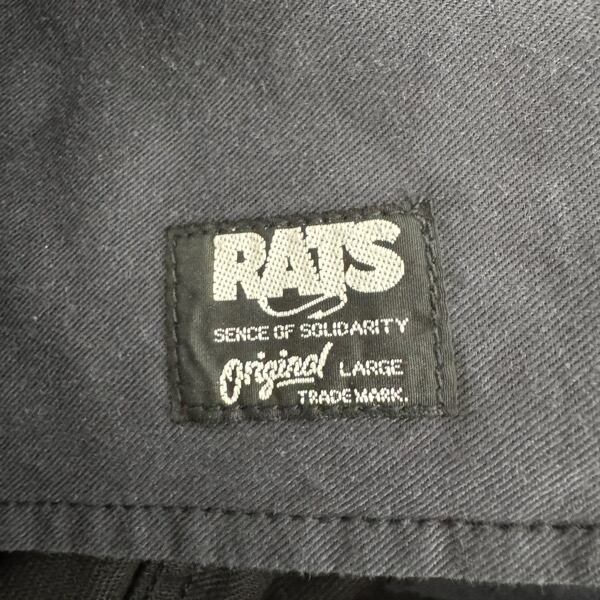 RATS
SENCE OF SOLIDARITY
Original LARGE
TRADE MARK.